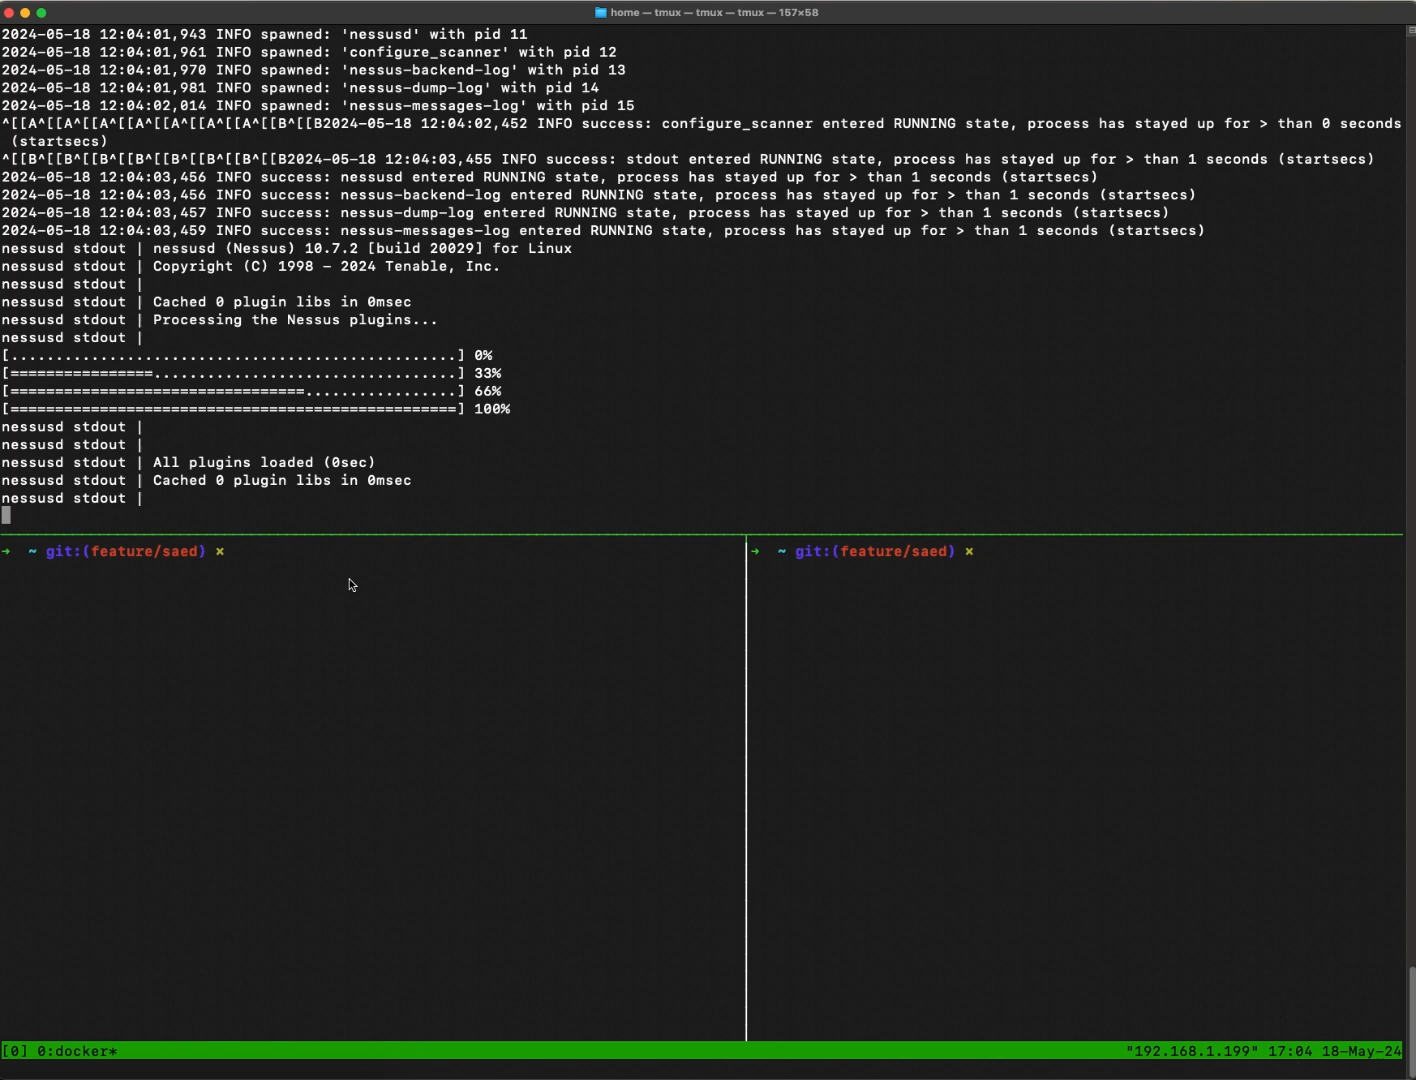 home — tmux — tmux — tmux — 157×58
2024-05-18 12:04:01,943 INFO spawned: 'nessusd' with pid 11
2024-05-18 12:04:01,961 INFO spawned: 'configure_scanner' with pid 12
2024-05-18 12:04:01,970 INFO spawned: 'nessus-backend-log' with pid 13
2024-05-18 12:04:01,981 INFO spawned: 'nessus-dump-log' with pid 14
2024-05-18 12:04:02,014 INFO spawned: 'nessus-messages-log' with pid 15
^[[A^[[A^[[A^[[A^[[A^[[A^[[B^[[B2024-05-18 12:04:02,452 INFO success: configure_scanner entered RUNNING state, process has stayed up for > than 0 seconds
(startsecs)
^[[B^[[B^[[B^[[B^[[B^[[B^[[B2024-05-18 12:04:03,455 INFO success: stdout entered RUNNING state, process has stayed up for > than 1 seconds (startsecs)
2024-05-18 12:04:03,456 INFO success: nessusd entered RUNNING state, process has stayed up for > than 1 seconds (startsecs)
2024-05-18 12:04:03,456 INFO success: nessus-backend-log entered RUNNING state, process has stayed up for > than 1 seconds (startsecs)
2024-05-18 12:04:03,457 INFO success: nessus-dump-log entered RUNNING state, process has stayed up for > than 1 seconds (startsecs)
2024-05-18 12:04:03,459 INFO success: nessus-messages-log entered RUNNING state, process has stayed up for > than 1 seconds (startsecs)
nessusd stdout | nessusd (Nessus) 10.7.2 [build 20029] for Linux
nessusd stdout | Copyright (C) 1998 - 2024 Tenable, Inc.
nessusd stdout |
nessusd stdout | Cached 0 plugin libs in 0msec
nessusd stdout | Processing the Nessus plugins...
nessusd stdout |
[..................................................] 0%
[================..................................] 33%
[=================================.................] 66%
[==================================================] 100%
nessusd stdout |
nessusd stdout |
nessusd stdout | All plugins loaded (0sec)
nessusd stdout | Cached 0 plugin libs in 0msec
nessusd stdout |
➜ ~ git:(feature/saed) ×
➜ ~ git:(feature/saed) ×
[0] 0:docker*
"192.168.1.199" 17:04 18-May-24